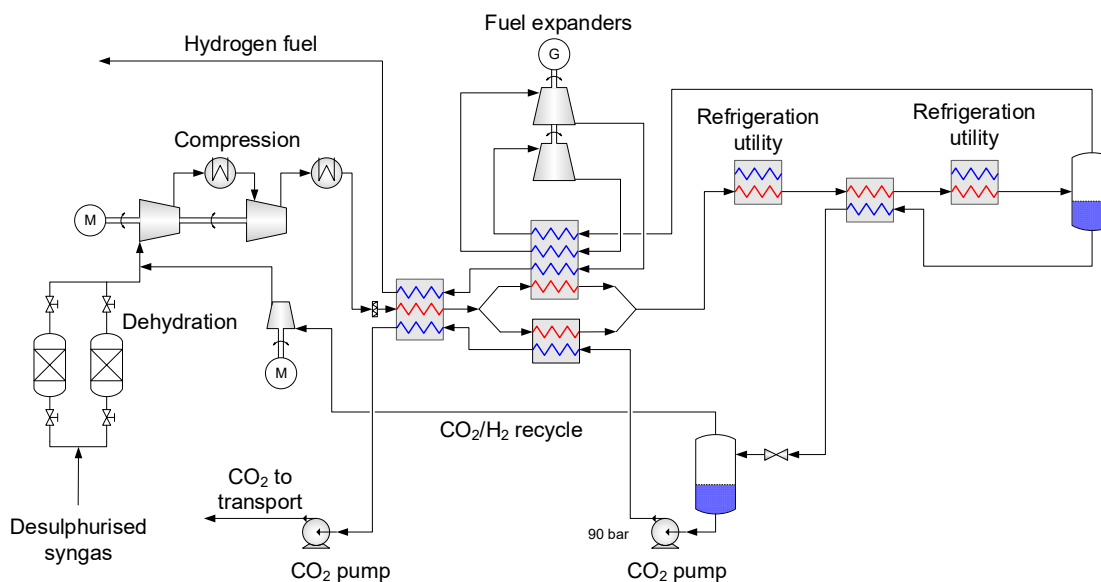 Fuel expanders
Hydrogen fuel
G
Refrigeration
utility
Refrigeration
utility
Compression
M
Dehydration
M
CO₂/H₂ recycle
CO₂ to
transport
Desulphurised
syngas
90 bar
CO₂ pump
CO₂ pump